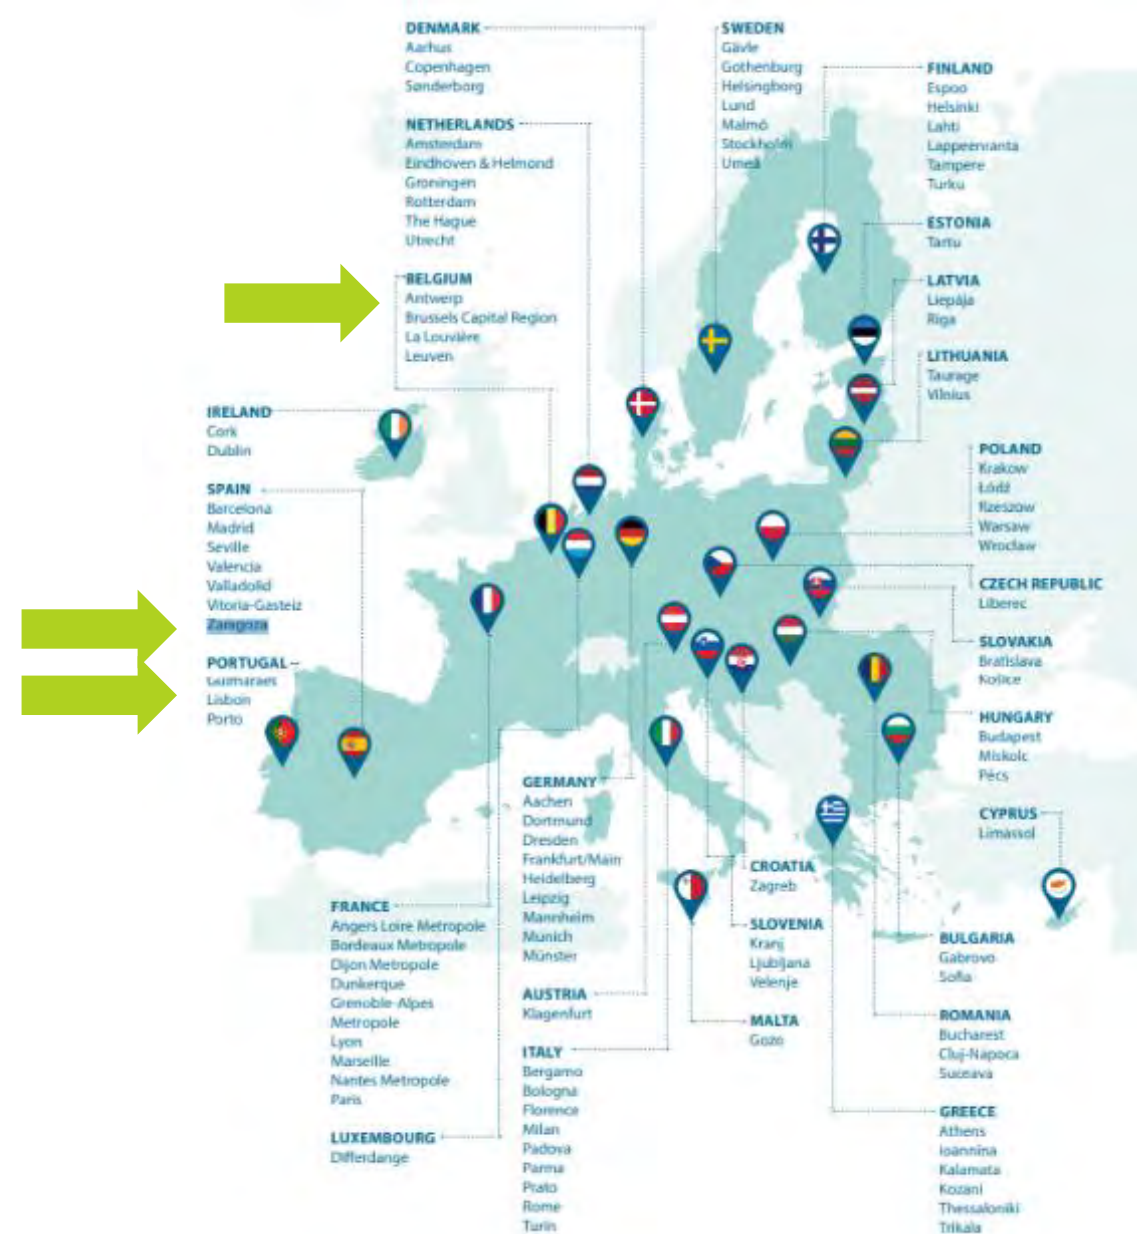 DENMARK
Aarhus
Copenhagen
Sønderborg
NETHERLANDS
Amsterdam
Eindhoven & Helmond
Groningen
Rotterdam
The Hague
Utrecht
BELGIUM
Antwerp
Brussels Capital Region
La Louvière
Leuven
IRELAND
Cork
Dublin
SPAIN
Barcelona
Madrid
Seville
Valencia
Valladolid
Vitoria-Gasteiz
Zaragoza
PORTUGAL
Guimarães
Lisbon
Porto
SWEDEN
Gävle
Gothenburg
Helsingborg
Lund
Malmö
Stockholm
Umeå
FINLAND
Espoo
Helsinki
Lahti
Lappeenranta
Tampere
Turku
ESTONIA
Tartu
LATVIA
Liepāja
Riga
LITHUANIA
Taurage
Vilnius
POLAND
Krakow
Łódź
Rzeszow
Warsaw
Wrocław
CZECH REPUBLIC
Liberec
SLOVAKIA
Bratislava
Košice
HUNGARY
Budapest
Miskolc
Pécs
CYPRUS
Limassol
GERMANY
Aachen
Dortmund
Dresden
Frankfurt/Main
Heidelberg
Leipzig
Mannheim
Munich
Münster
AUSTRIA
Klagenfurt
ITALY
Bergamo
Bologna
Florence
Milan
Padova
Parma
Prato
Rome
Turin
FRANCE
Angers Loire Metropole
Bordeaux Metropole
Dijon Metropole
Dunkerque
Grenoble-Alpes
Metropole
Lyon
Marseille
Nantes Metropole
Paris
LUXEMBOURG
Differdange
CROATIA
Zagreb
SLOVENIA
Kranj
Ljubljana
Velenje
MALTA
Gozo
BULGARIA
Gabrovo
Sofia
ROMANIA
Bucharest
Cluj-Napoca
Suceava
GREECE
Athens
Ioannina
Kalamata
Kozani
Thessaloniki
Trikala